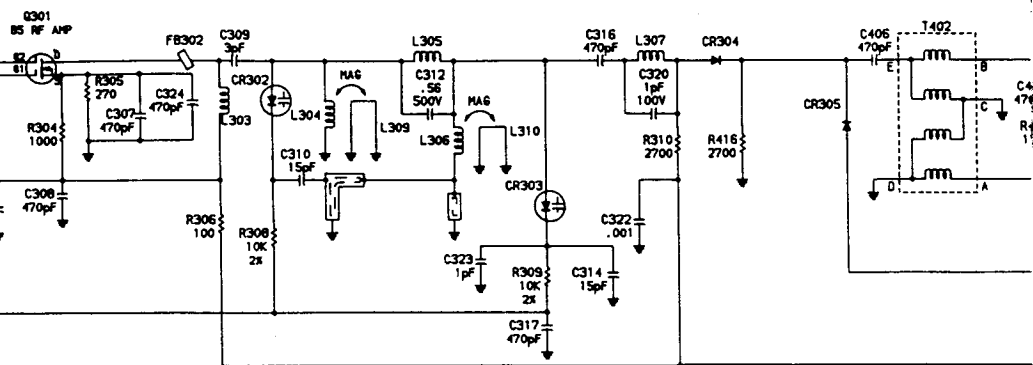 Q301
B5 RF AMP
G2
G1
D
R305
270
C324
470pF
C307
470pF
R304
1000
C308
470pF
FB302
C309
3pF
L303
CR302
L304
MAG
L309
C310
15pF
R306
100
R308
10K
2%
L305
C312
.56
500V
MAG
L306
L310
CR303
C323
1pF
R309
10K
2%
C314
15pF
C317
470pF
C316
470pF
L307
C320
1pF
100V
R310
2700
C322
.001
CR304
R416
2700
CR305
C406
470pF
T402
E
B
C
D
A